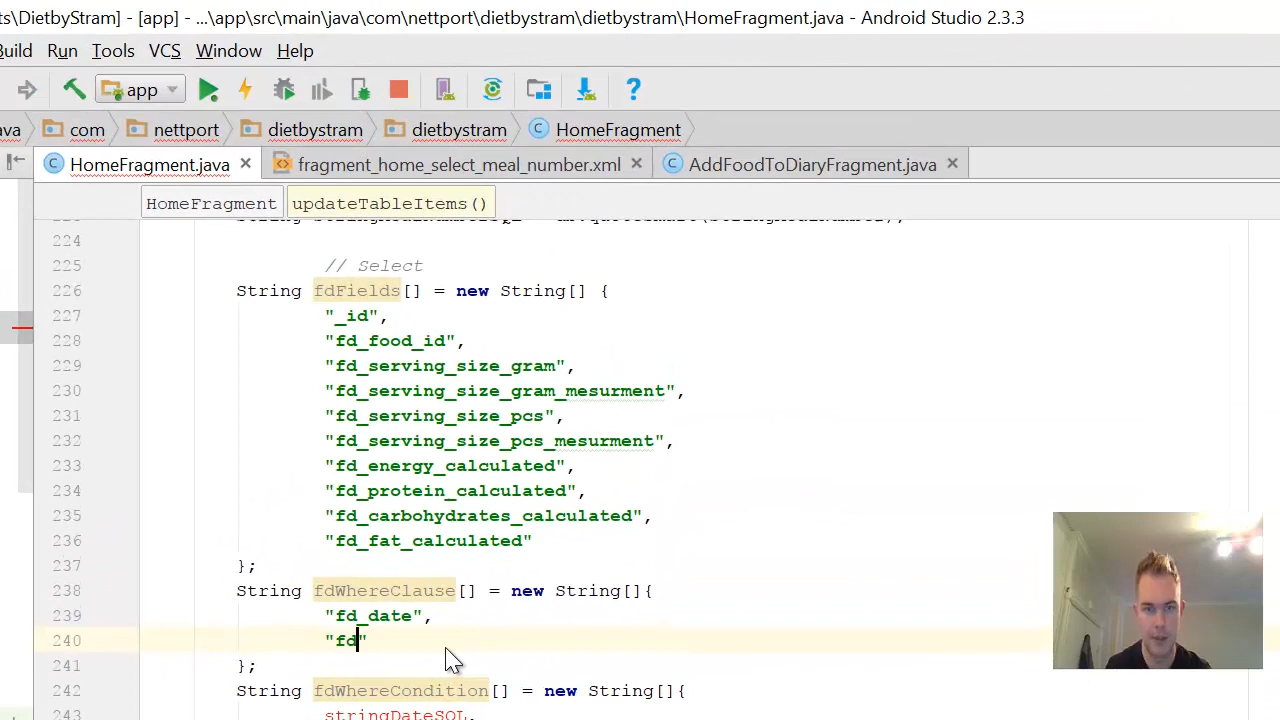 ts\DietbyStram] - [app] - ...\app\src\main\java\com\nettport\dietbystram\dietbystram\HomeFragment.java - Android Studio 2.3.3
Build Run Tools VCS Window Help
app
ava com nettport dietbystram dietbystram HomeFragment
HomeFragment.java fragment_home_select_meal_number.xml AddFoodToDiaryFragment.java
HomeFragment updateTableItems()
224
225 // Select
226 String fdFields[] = new String[] {
227 "_id",
228 "fd_food_id",
229 "fd_serving_size_gram",
230 "fd_serving_size_gram_mesurment",
231 "fd_serving_size_pcs",
232 "fd_serving_size_pcs_mesurment",
233 "fd_energy_calculated",
234 "fd_protein_calculated",
235 "fd_carbohydrates_calculated",
236 "fd_fat_calculated"
237 };
238 String fdWhereClause[] = new String[]{
239 "fd_date",
240 "fd"
241 };
242 String fdWhereCondition[] = new String[]{
243 stringDateSQL,